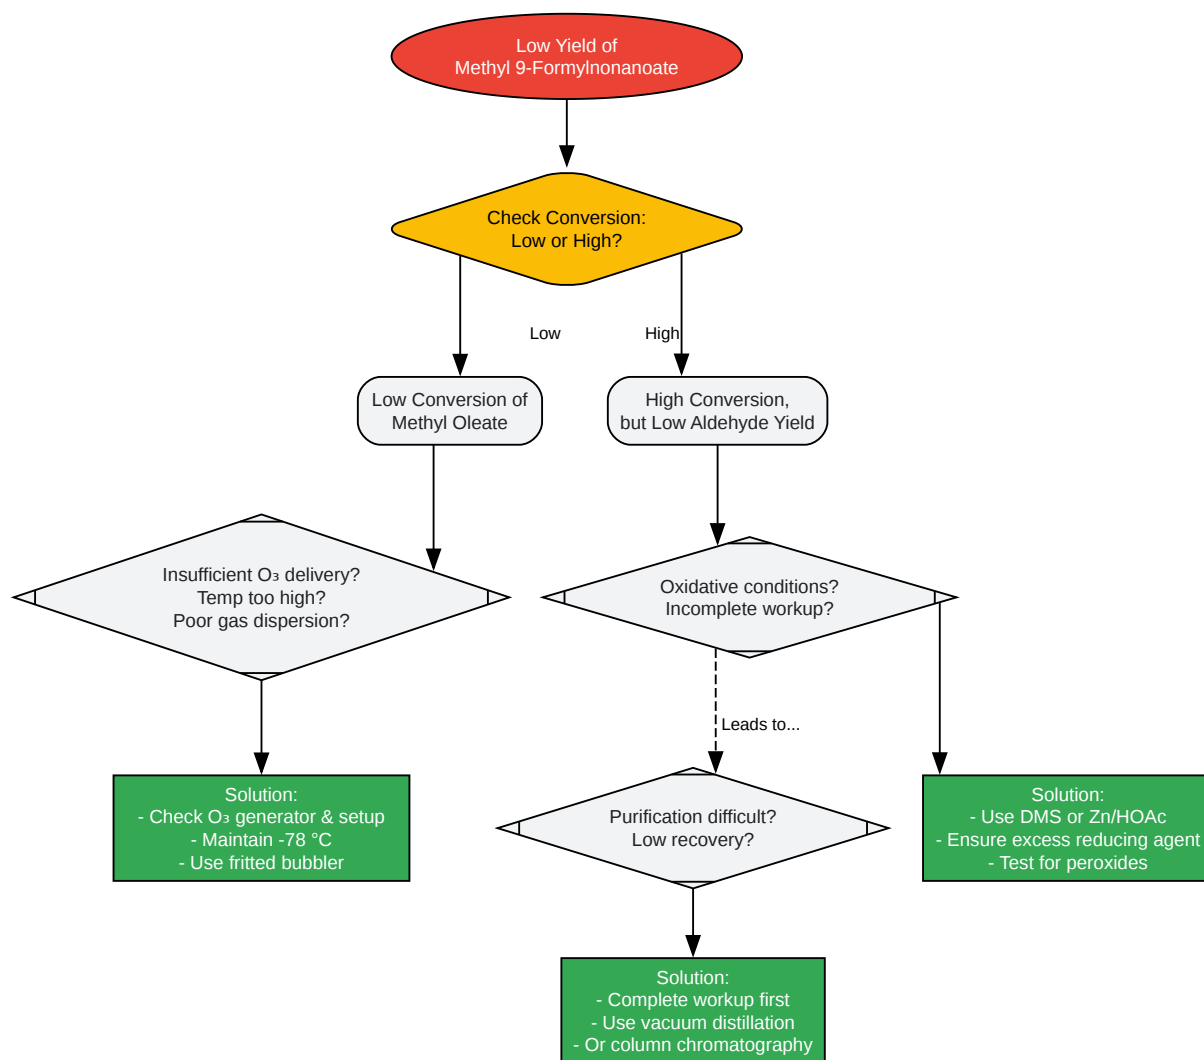 Low Yield of
Methyl 9-Formylnonanoate
Check Conversion:
Low or High?
Low
High
Low Conversion of
Methyl Oleate
High Conversion,
but Low Aldehyde Yield
Insufficient O₃ delivery?
Temp too high?
Poor gas dispersion?
Oxidative conditions?
Incomplete workup?
Leads to...
Solution:
- Check O₃ generator & setup
- Maintain -78 °C
- Use fritted bubbler
Purification difficult?
Low recovery?
Solution:
- Use DMS or Zn/HOAc
- Ensure excess reducing agent
- Test for peroxides
Solution:
- Complete workup first
- Use vacuum distillation
- Or column chromatography